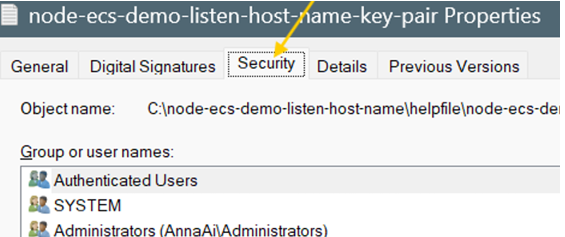 node-ecs-demo-listen-host-name-key-pair Properties
General Digital Signatures Security Details Previous Versions
Object name: C:\node-ecs-demo-listen-host-name\helpfile\node-ecs-de
Group or user names:
Authenticated Users
SYSTEM
Administrators (AnnaAi\Administrators)